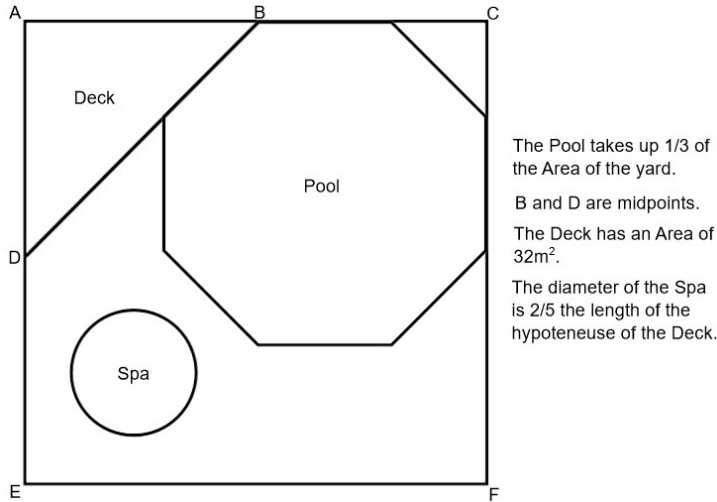 A
B
C
Deck
The Pool takes up 1/3 of
the Area of the yard.
Pool
B and D are midpoints.
The Deck has an Area of
32m².
D
The diameter of the Spa
is 2/5 the length of the
hypoteneuse of the Deck.
Spa
E
F